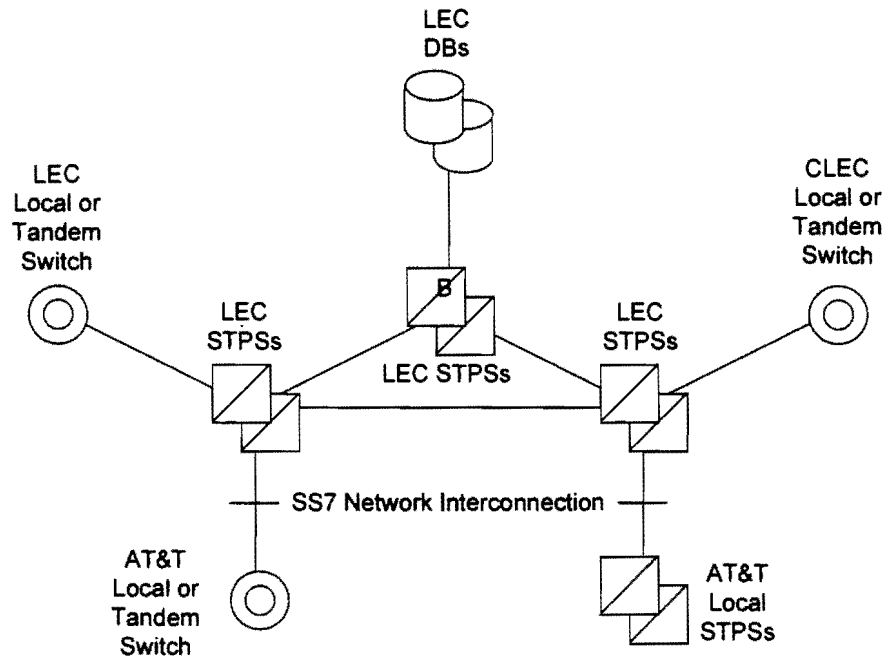 LEC
DBs
LEC
Local or
Tandem
Switch
CLEC
Local or
Tandem
Switch
B
LEC
STPSs
LEC STPSs
LEC
STPSs
SS7 Network Interconnection
AT&T
Local or
Tandem
Switch
AT&T
Local
STPSs